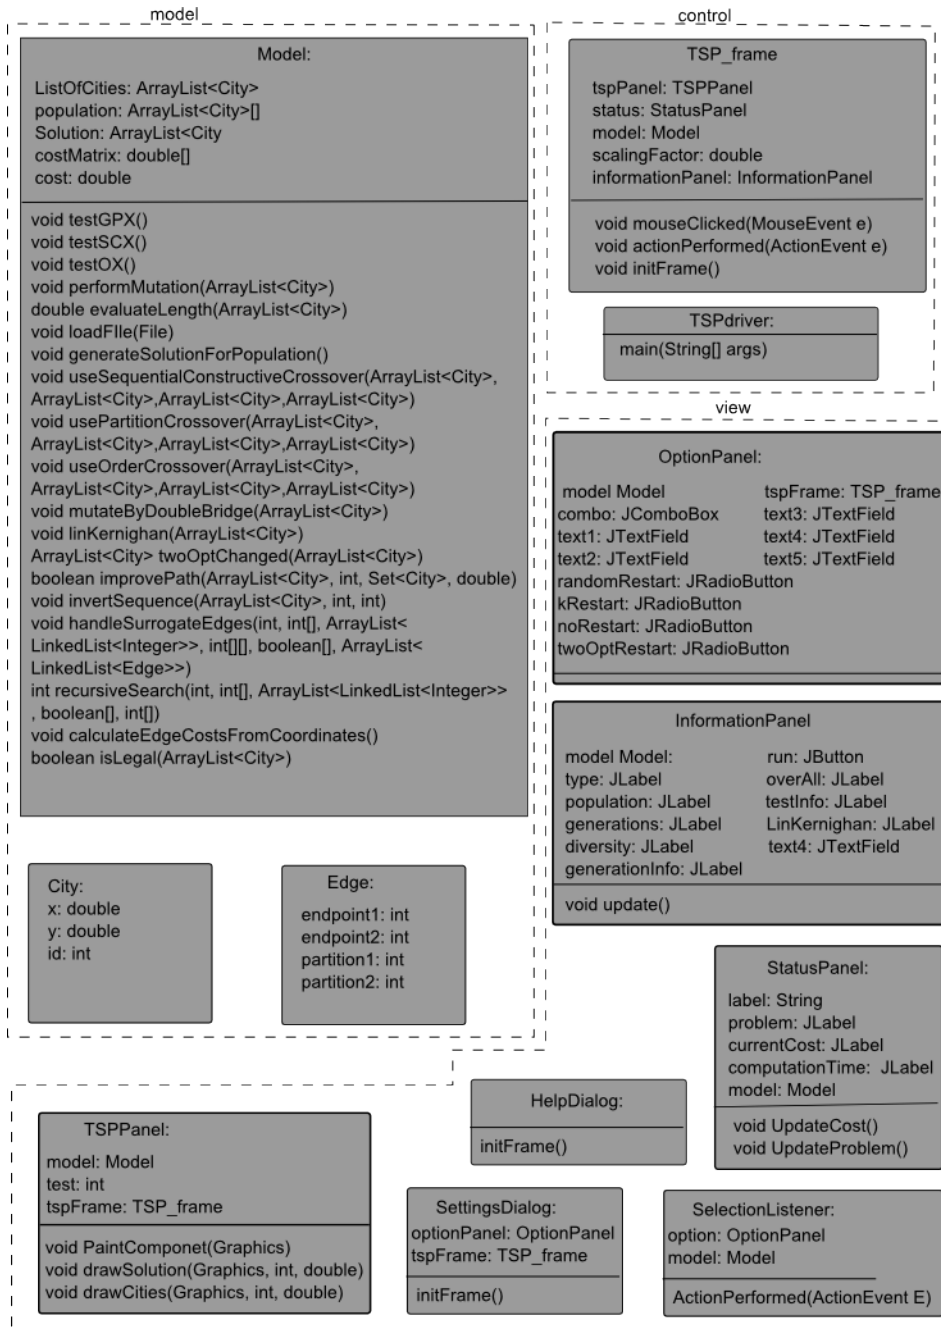 model
Model:
ListOfCities: ArrayList<City>
population: ArrayList<City>[]
Solution: ArrayList<City
costMatrix: double[]
cost: double
void testGPX()
void testSCX()
void testOX()
void performMutation(ArrayList<City>)
double evaluateLength(ArrayList<City>)
void loadFIle(File)
void generateSolutionForPopulation()
void useSequentialConstructiveCrossover(ArrayList<City>,
ArrayList<City>,ArrayList<City>,ArrayList<City>)
void usePartitionCrossover(ArrayList<City>,
ArrayList<City>,ArrayList<City>,ArrayList<City>)
void useOrderCrossover(ArrayList<City>,
ArrayList<City>,ArrayList<City>,ArrayList<City>)
void mutateByDoubleBridge(ArrayList<City>)
void linKernighan(ArrayList<City>)
ArrayList<City> twoOptChanged(ArrayList<City>)
boolean improvePath(ArrayList<City>, int, Set<City>, double)
void invertSequence(ArrayList<City>, int, int)
void handleSurrogateEdges(int, int[], ArrayList<
LinkedList<Integer>>, int[][], boolean[], ArrayList<
LinkedList<Edge>>)
int recursiveSearch(int, int[], ArrayList<LinkedList<Integer>>
, boolean[], int[])
void calculateEdgeCostsFromCoordinates()
boolean isLegal(ArrayList<City>)
City:
x: double
y: double
id: int
Edge:
endpoint1: int
endpoint2: int
partition1: int
partition2: int
control
TSP_frame
tspPanel: TSPPanel
status: StatusPanel
model: Model
scalingFactor: double
informationPanel: InformationPanel
void mouseClicked(MouseEvent e)
void actionPerformed(ActionEvent e)
void initFrame()
TSPdriver:
main(String[] args)
view
OptionPanel:
model Model tspFrame: TSP_frame
combo: JComboBox text3: JTextField
text1: JTextField text4: JTextField
text2: JTextField text5: JTextField
randomRestart: JRadioButton
kRestart: JRadioButton
noRestart: JRadioButton
twoOptRestart: JRadioButton
InformationPanel
model Model: run: JButton
type: JLabel overAll: JLabel
population: JLabel testInfo: JLabel
generations: JLabel LinKernighan: JLabel
diversity: JLabel text4: JTextField
generationInfo: JLabel
void update()
StatusPanel:
label: String
problem: JLabel
currentCost: JLabel
computationTime: JLabel
model: Model
void UpdateCost()
void UpdateProblem()
HelpDialog:
initFrame()
TSPPanel:
model: Model
test: int
tspFrame: TSP_frame
void PaintComponet(Graphics)
void drawSolution(Graphics, int, double)
void drawCities(Graphics, int, double)
SettingsDialog:
optionPanel: OptionPanel
tspFrame: TSP_frame
initFrame()
SelectionListener:
option: OptionPanel
model: Model
ActionPerformed(ActionEvent E)